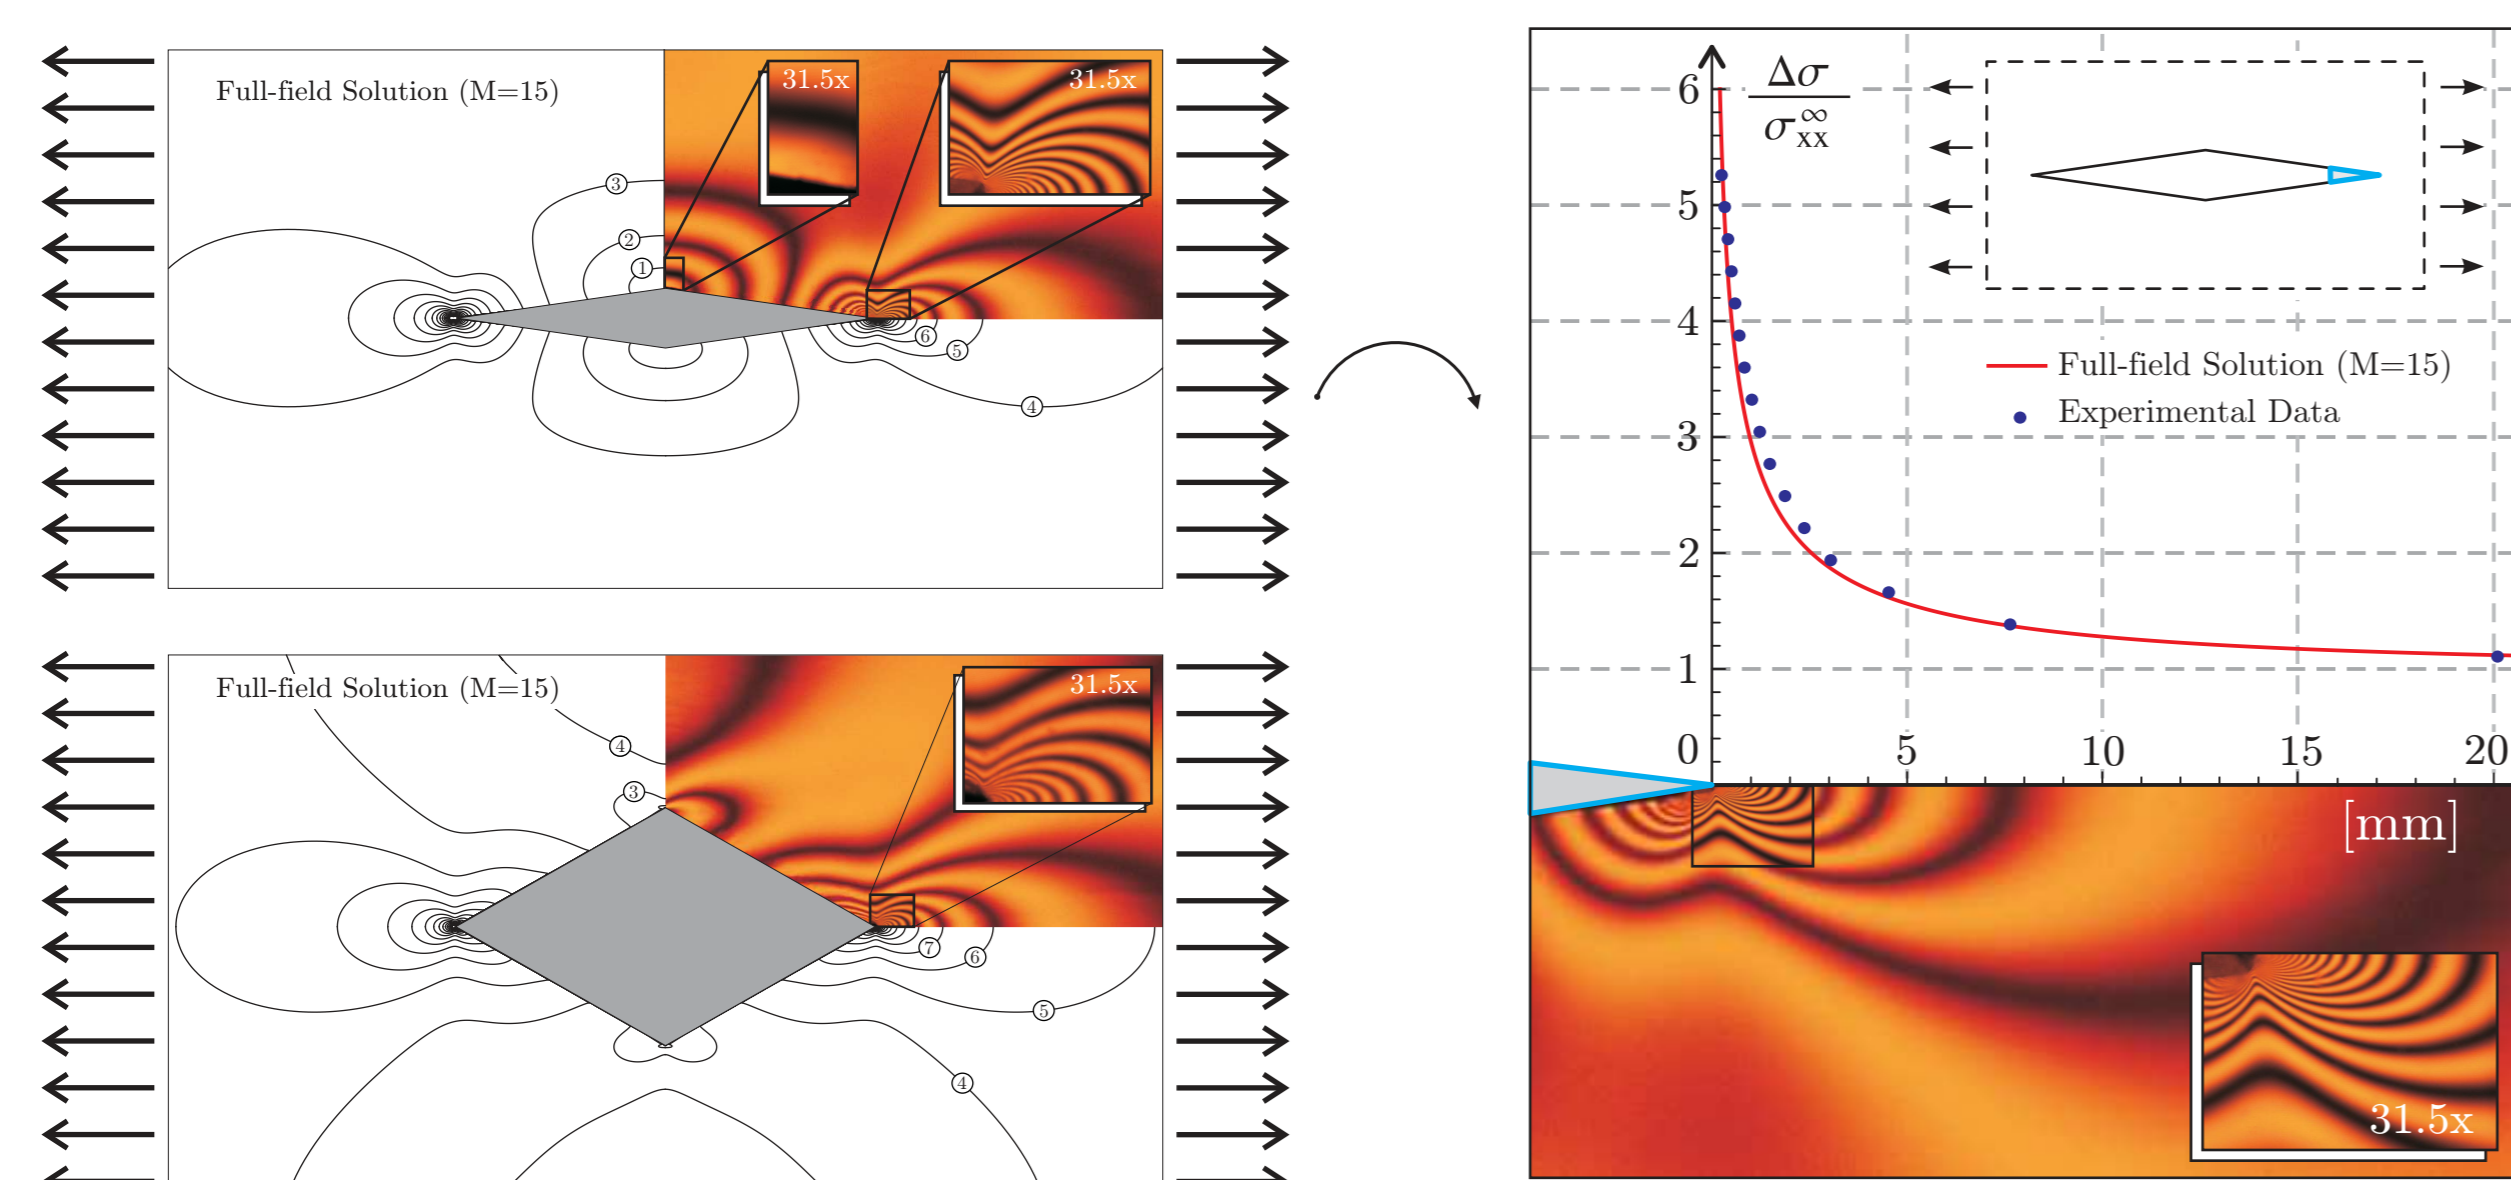 Full-field Solution (M=15)
31.5x
31.5x
3
2
1
6
5
4
Full-field Solution (M=15)
31.5x
4
3
7
6
5
4
Δσ
σ∞xx
6
5
4
3
2
1
0
5
10
15
20
[mm]
Full-field Solution (M=15)
Experimental Data
31.5x